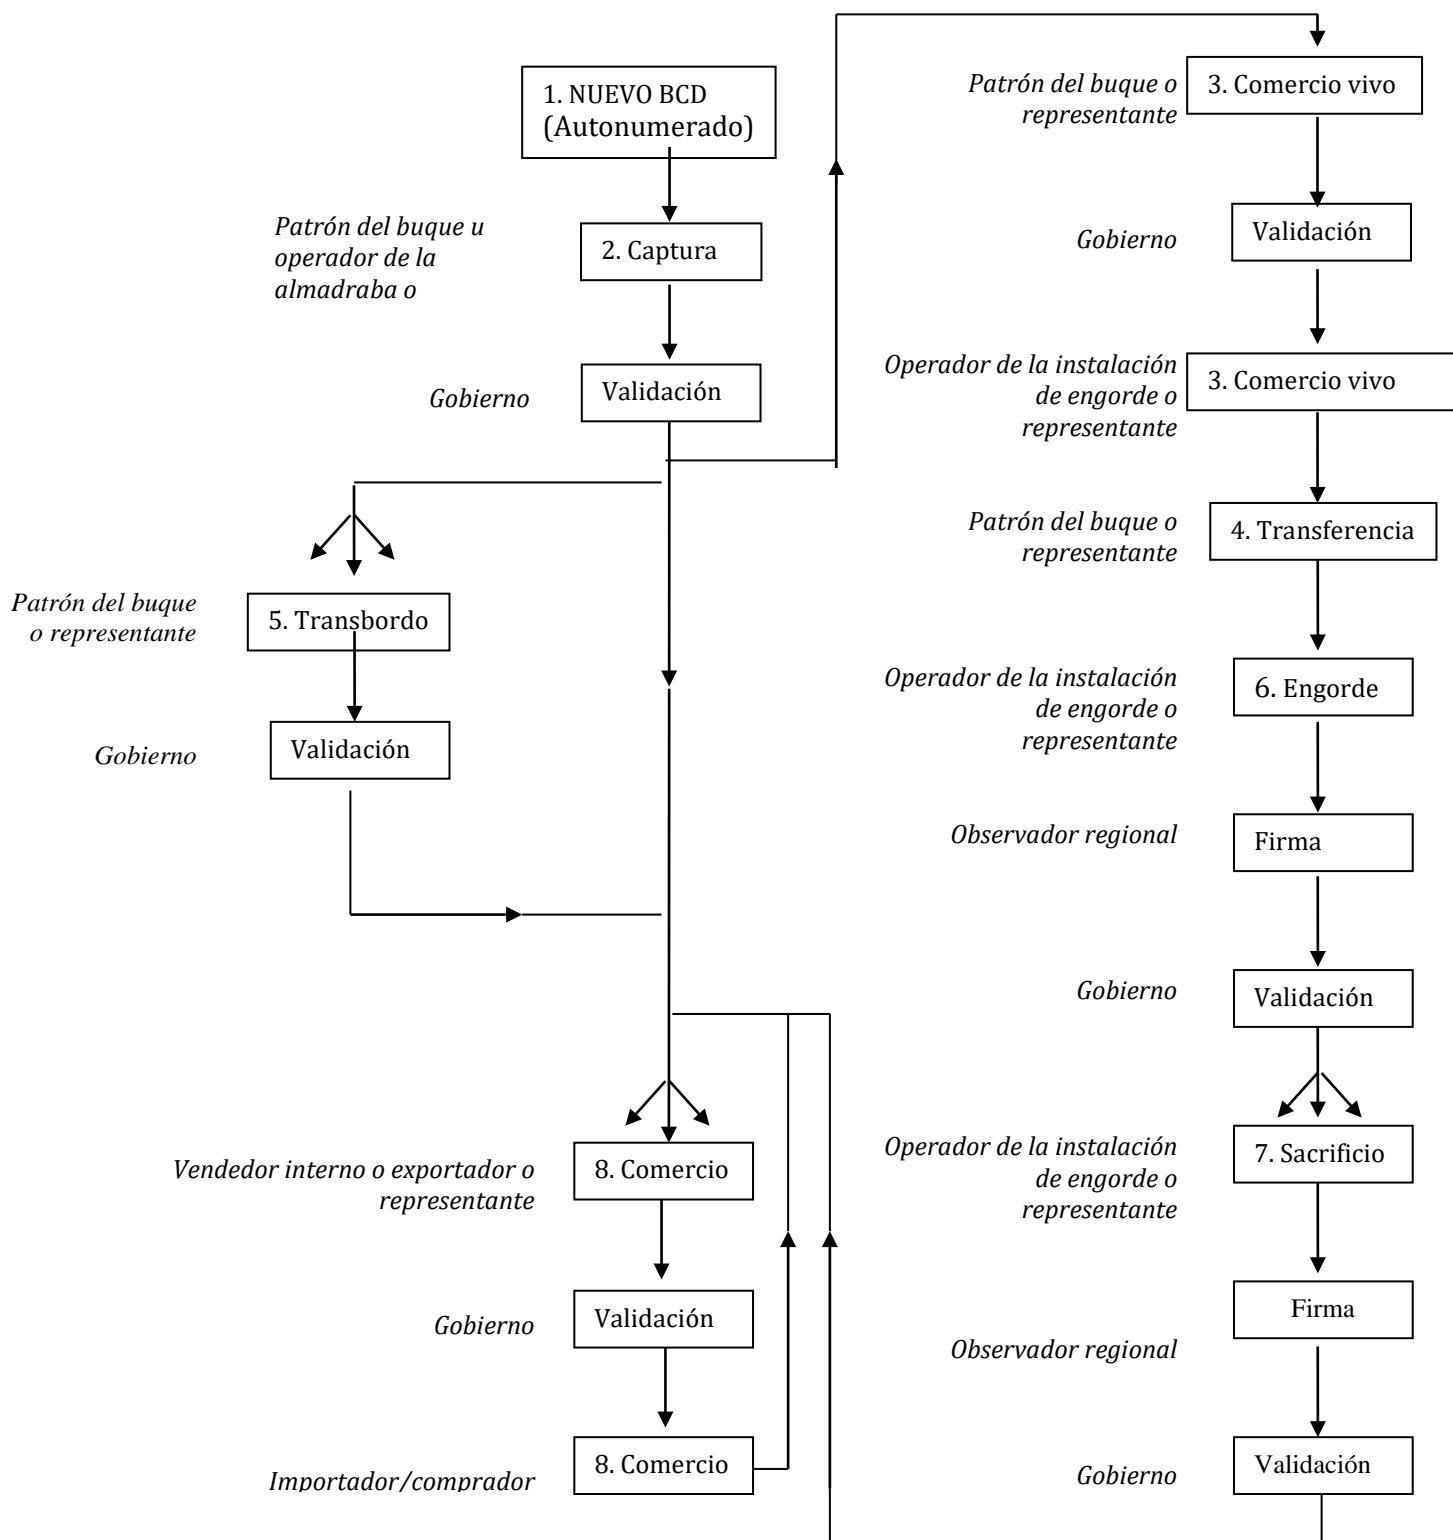 1. NUEVO BCD
(Autonumerado)
Patrón del buque u
operador de la
almadraba o
2. Captura
Gobierno
Validación
Patrón del buque
o representante
5. Transbordo
Gobierno
Validación
Vendedor interno o exportador o
representante
8. Comercio
Gobierno
Validación
Importador/comprador
8. Comercio
Patrón del buque o
representante
3. Comercio vivo
Gobierno
Validación
Operador de la instalación
de engorde o
representante
3. Comercio vivo
Patrón del buque o
representante
4. Transferencia
Operador de la instalación
de engorde o
representante
6. Engorde
Observador regional
Firma
Gobierno
Validación
Operador de la instalación
de engorde o
representante
7. Sacrificio
Firma
Observador regional
Gobierno
Validación